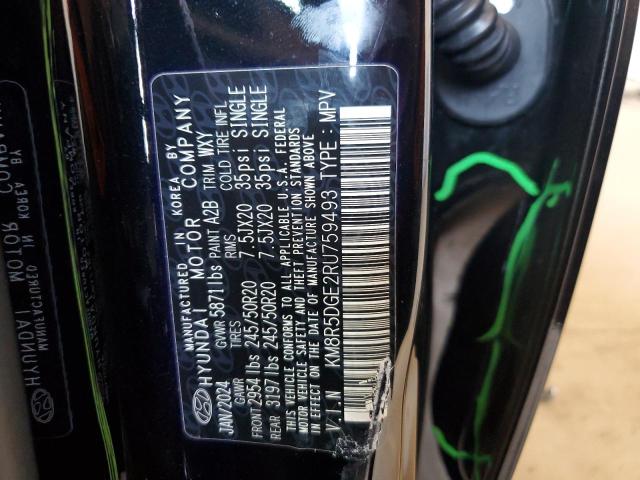 MANUFACTURED IN KOREA BY
HYUNDAI MOTOR COMPANY
JAN/2024 GVWR 5871lbs PAINT A2B TRIM WXY
GAWR TIRES RIMS COLD TIRE INFL
FRONT 2954lbs 245/50R20 7.5JX20 35psi SINGLE
REAR 3197lbs 245/50R20 7.5JX20 35psi SINGLE
THIS VEHICLE CONFORMS TO ALL APPLICABLE U.S.A. FEDERAL
MOTOR VEHICLE SAFETY AND THEFT PREVENTION STANDARDS
IN EFFECT ON THE DATE OF MANUFACTURE SHOWN ABOVE
V.I.N KM8R5DGE2RU759493 TYPE : MPV